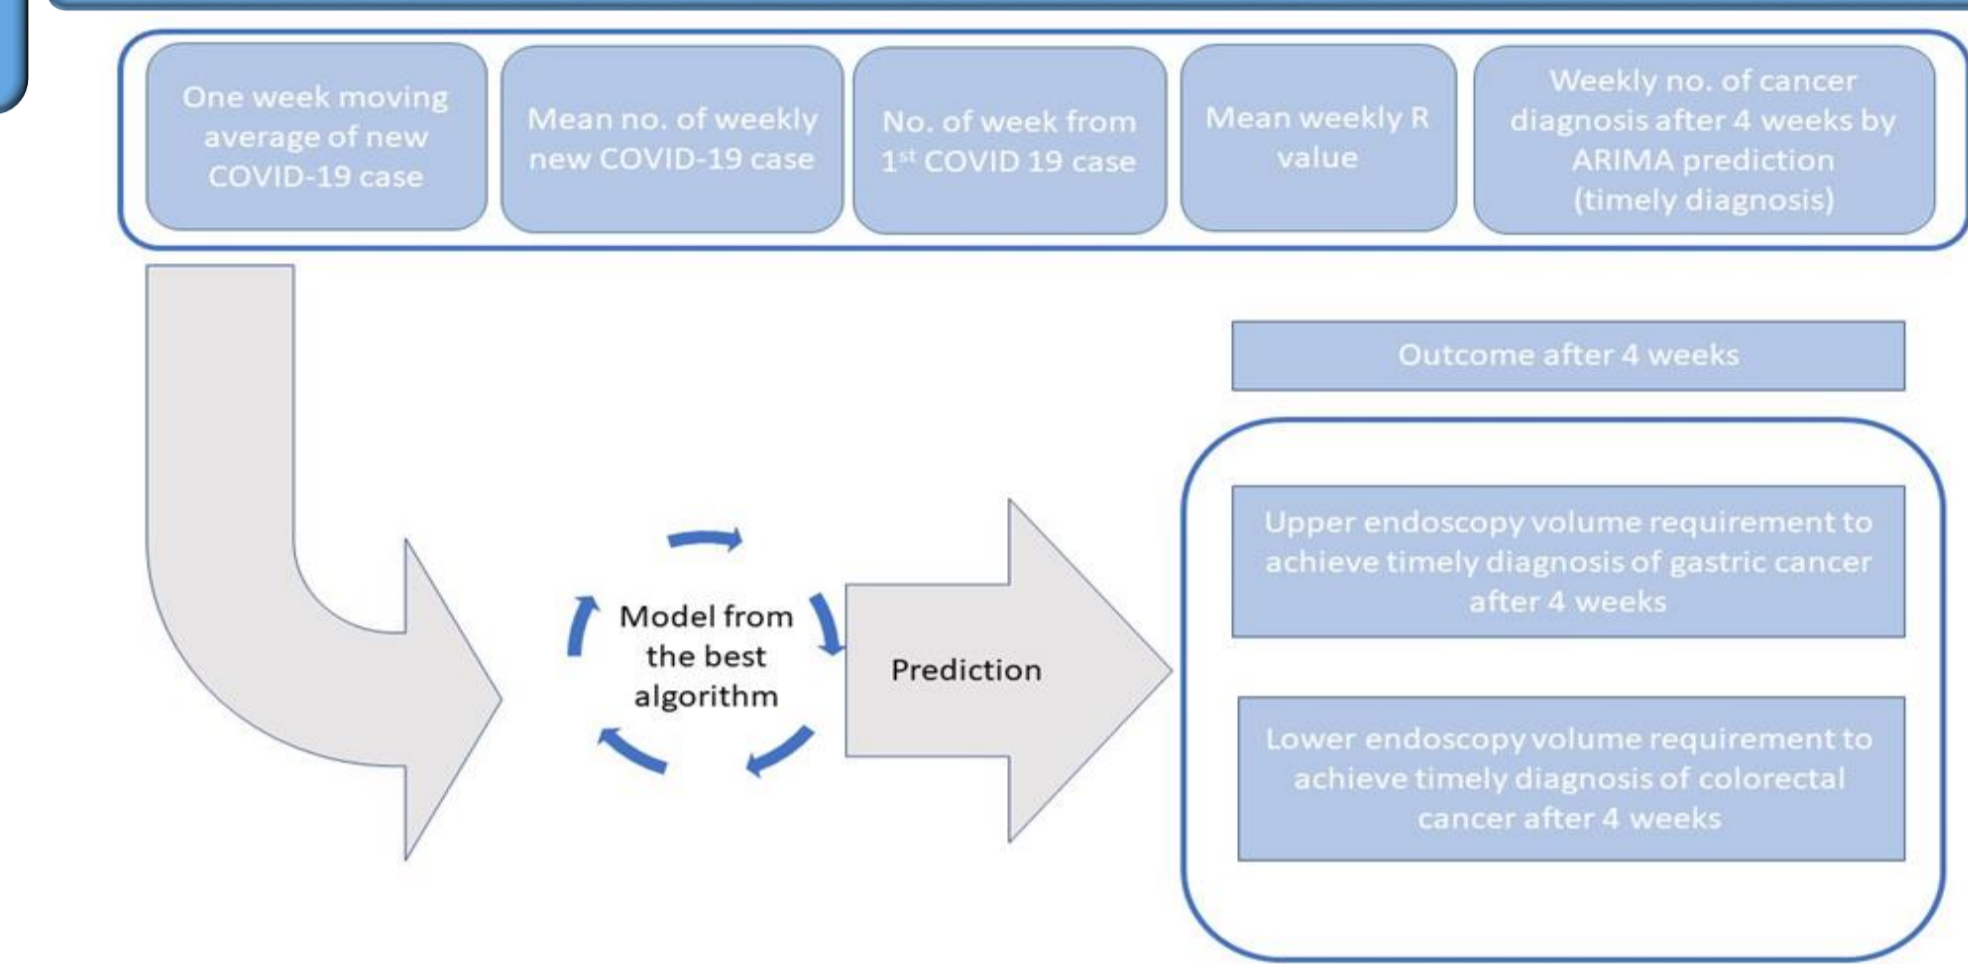 One week moving
average of new
COVID-19 case
Mean no. of weekly
new COVID-19 case
No. of week from
1st COVID 19 case
Mean weekly R
value
Weekly no. of cancer
diagnosis after 4 weeks by
ARIMA prediction
(timely diagnosis)
Outcome after 4 weeks
Model from
the best
algorithm
Prediction
Upper endoscopy volume requirement to
achieve timely diagnosis of gastric cancer
after 4 weeks
Lower endoscopy volume requirement to
achieve timely diagnosis of colorectal
cancer after 4 weeks